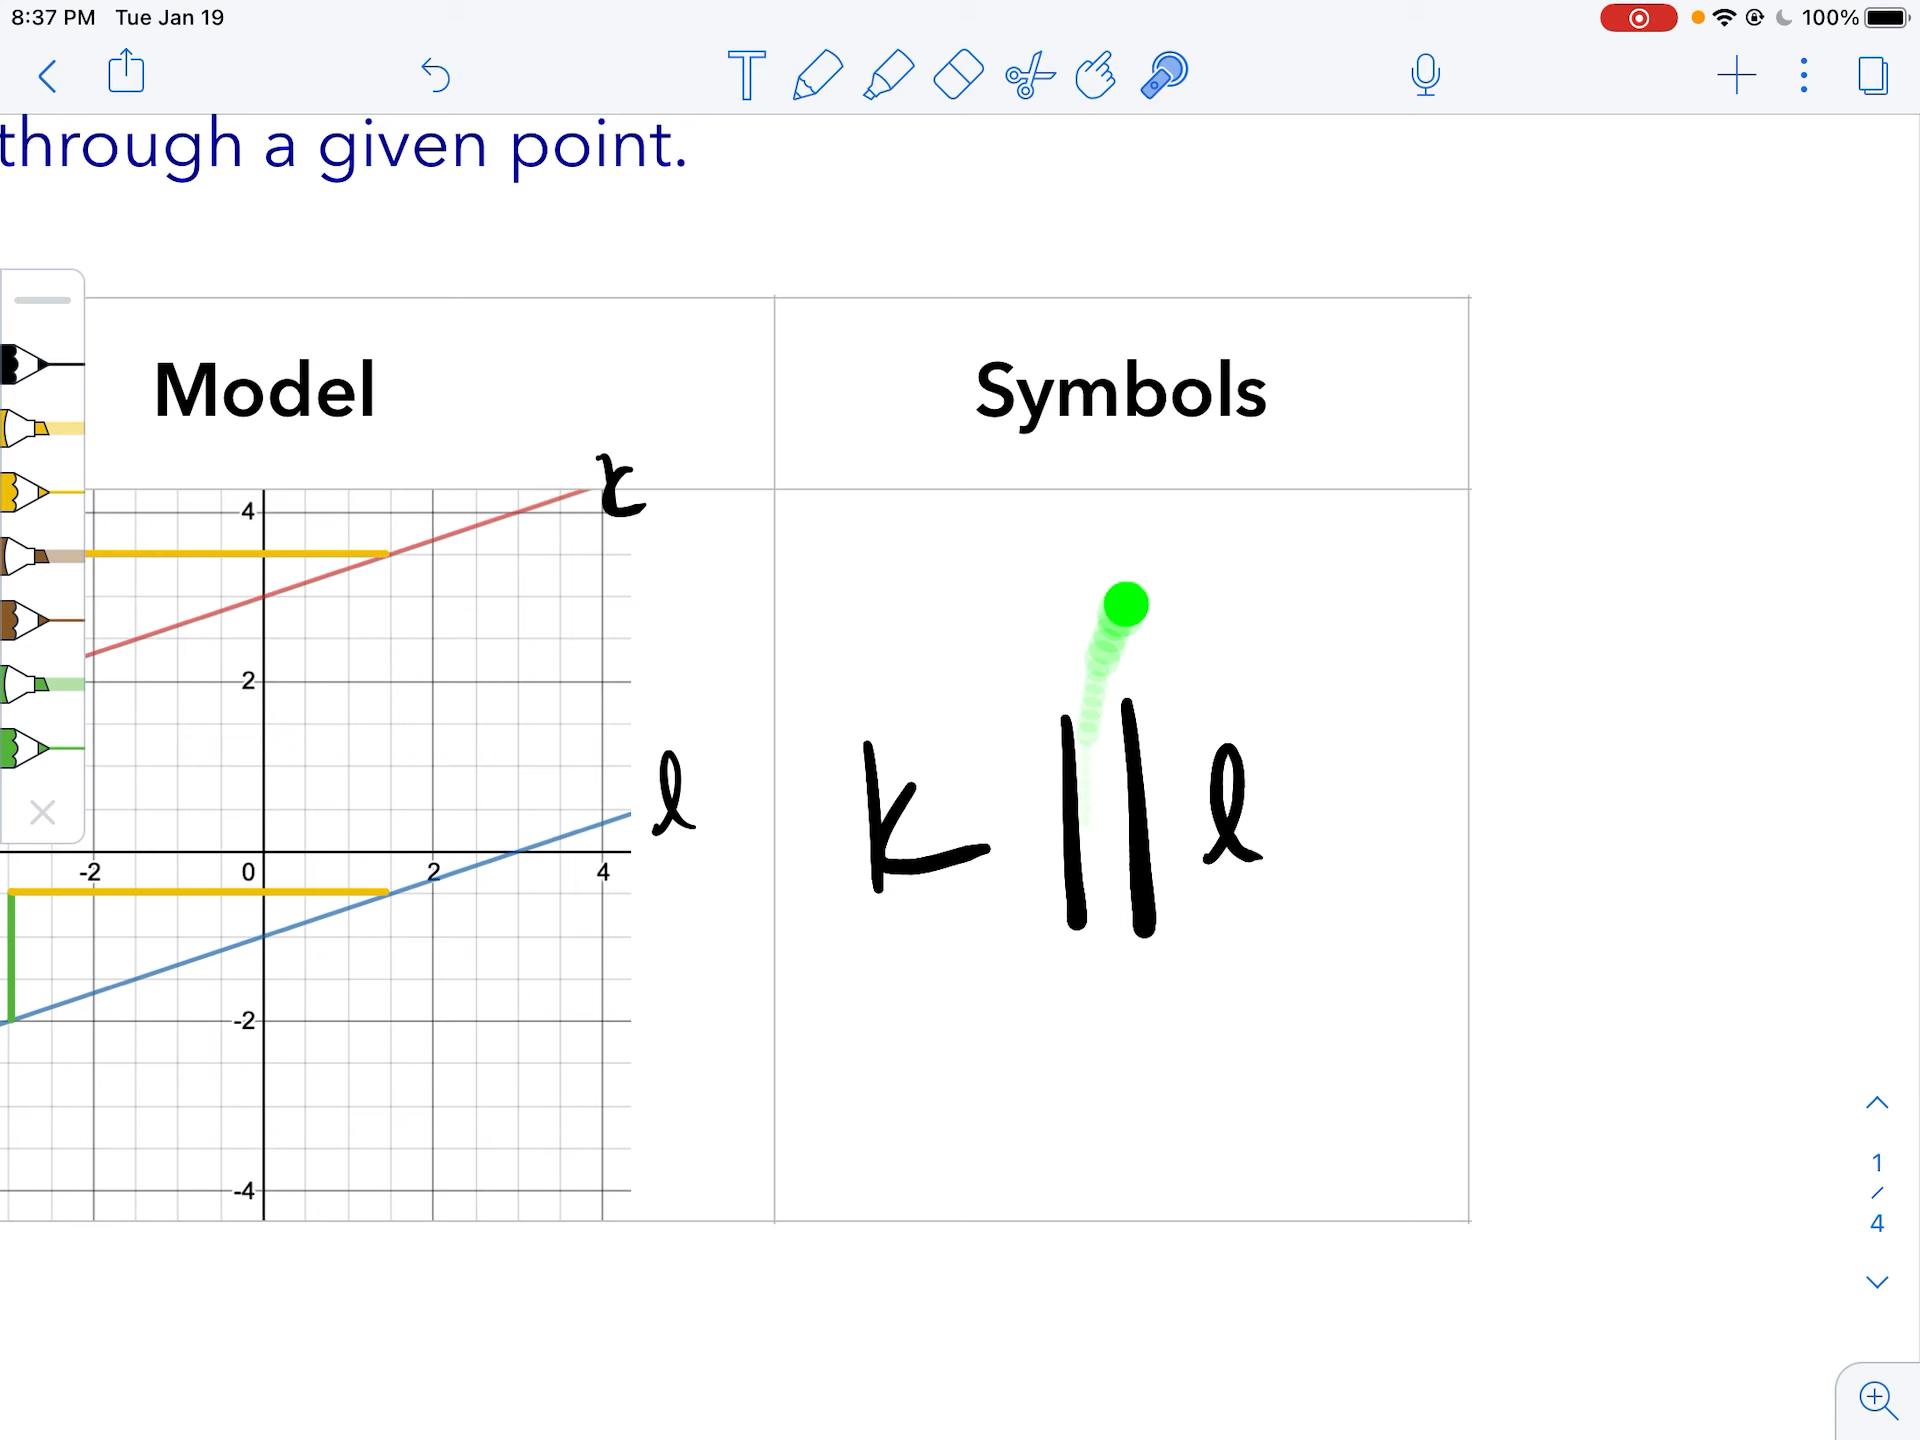 8:37 PM Tue Jan 19 100%
T
through a given point.
Model Symbols
k
4
2
l
k || l
-2 0 2 4
-2
-4
1
/
4